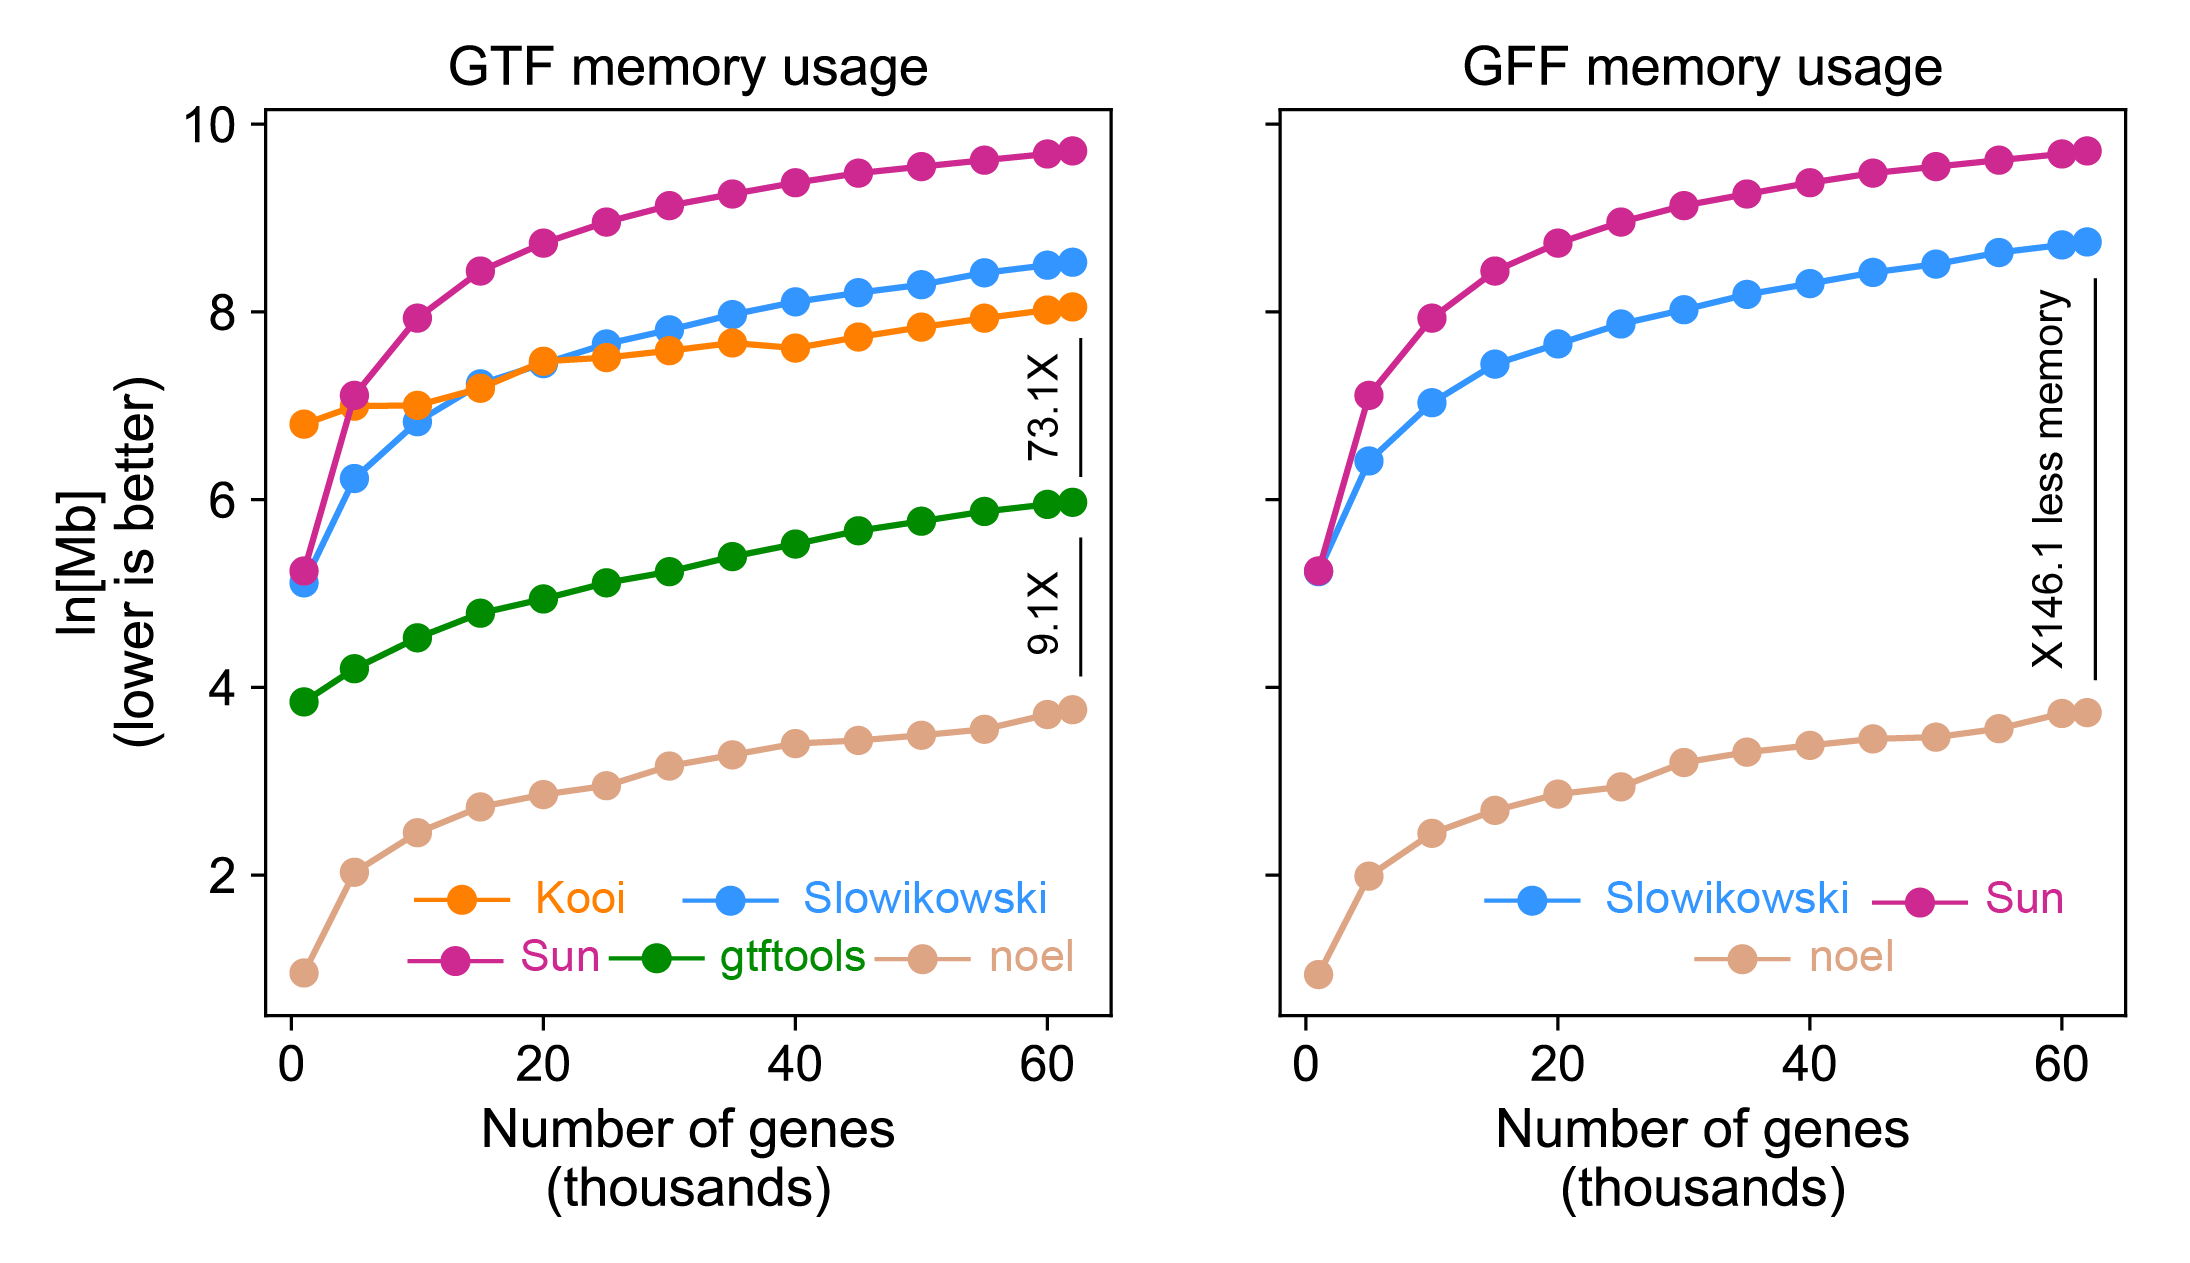 GTF memory usage
GFF memory usage
ln[Mb]
(lower is better)
10
8
6
4
2
73.1X
9.1X
X146.1 less memory
Kooi Slowikowski
Sun gtftools noel
Slowikowski Sun
noel
0 20 40 60
0 20 40 60
Number of genes
(thousands)
Number of genes
(thousands)